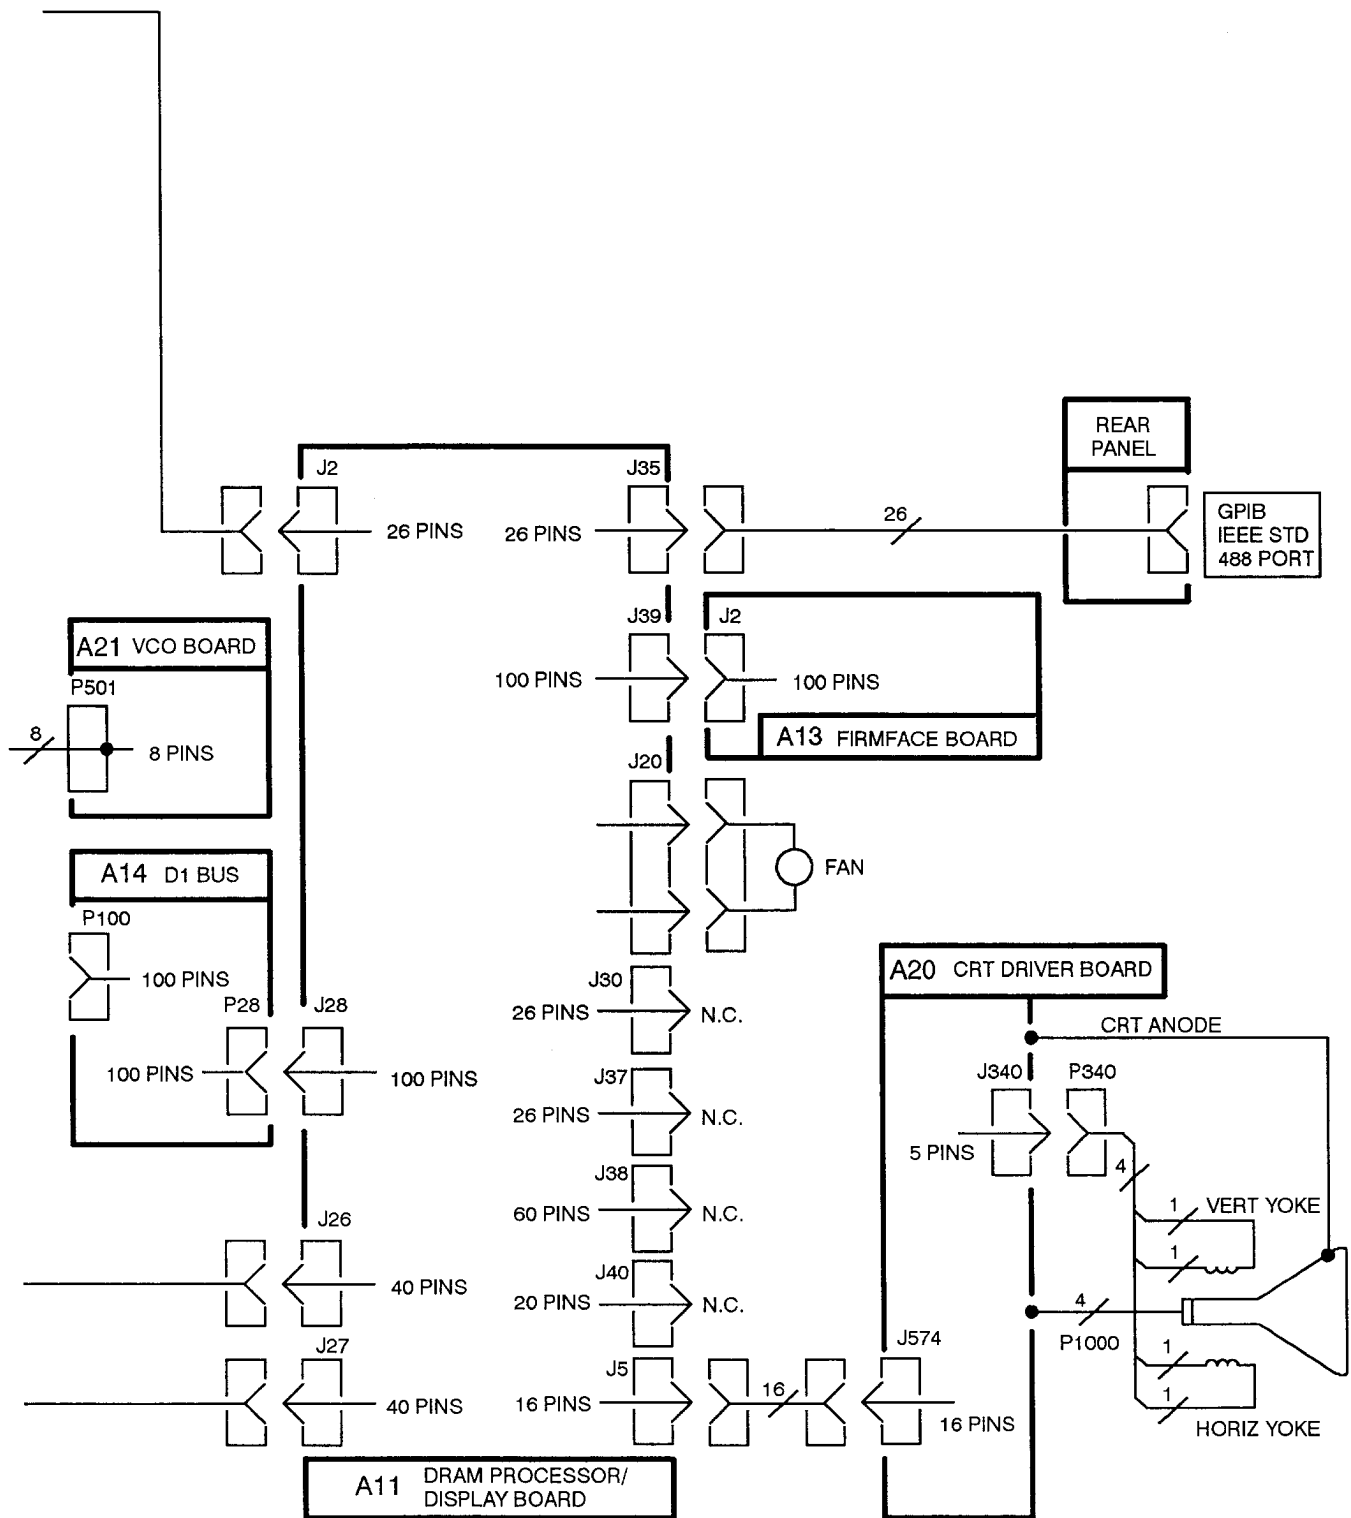 REAR
PANEL
J2
J35
26 PINS
26 PINS
26
GPIB
IEEE STD
488 PORT
J39
J2
A21 VCO BOARD
P501
100 PINS
100 PINS
8
8 PINS
A13 FIRMFACE BOARD
J20
FAN
A14 D1 BUS
P100
100 PINS
A20 CRT DRIVER BOARD
J30
26 PINS
N.C.
P28
J28
CRT ANODE
100 PINS
100 PINS
J37
26 PINS
N.C.
J340
P340
5 PINS
4
J38
60 PINS
N.C.
1
VERT YOKE
J26
40 PINS
1
J40
20 PINS
N.C.
4
P1000
J27
J5
J574
1
40 PINS
16 PINS
16
16 PINS
1
HORIZ YOKE
A11 DRAM PROCESSOR/
DISPLAY BOARD